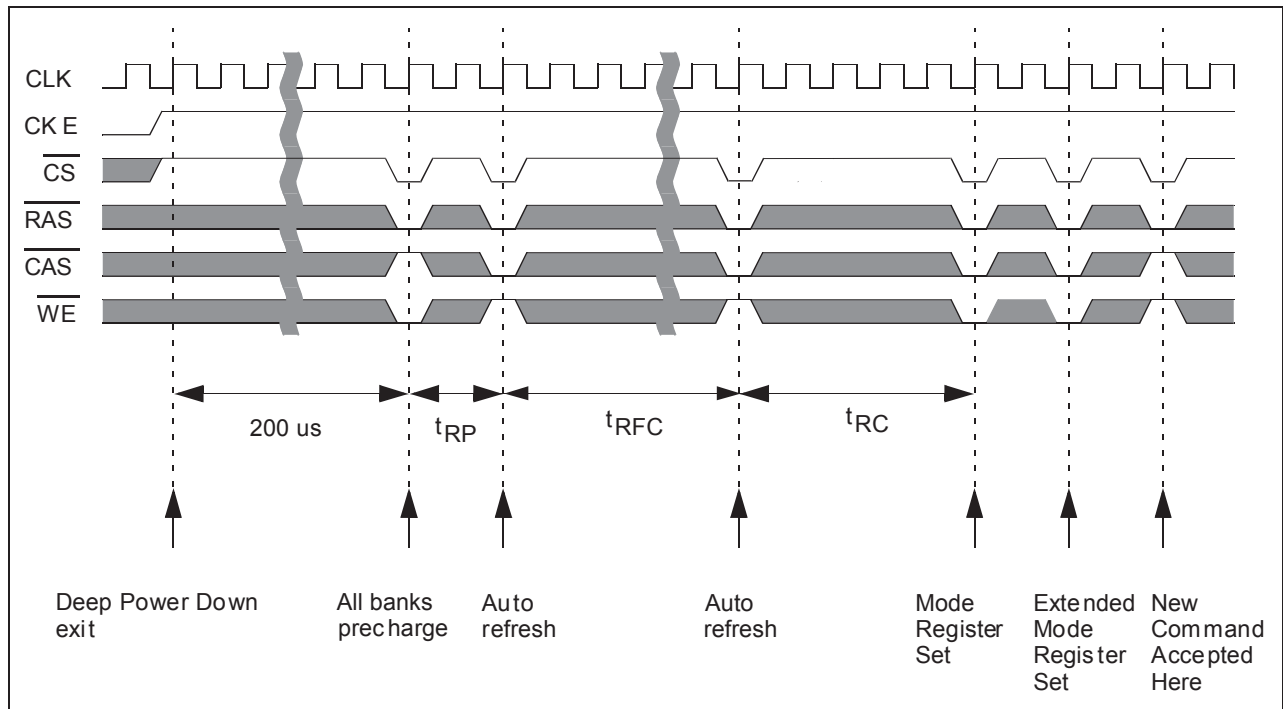 CLK
CKE
CS
RAS
CAS
WE
200 us
tRP
tRFC
tRC
Deep Power Down
exit
All banks
precharge
Auto
refresh
Auto
refresh
Mode
Register
Set
Extended
Mode
Register
Set
New
Command
Accepted
Here